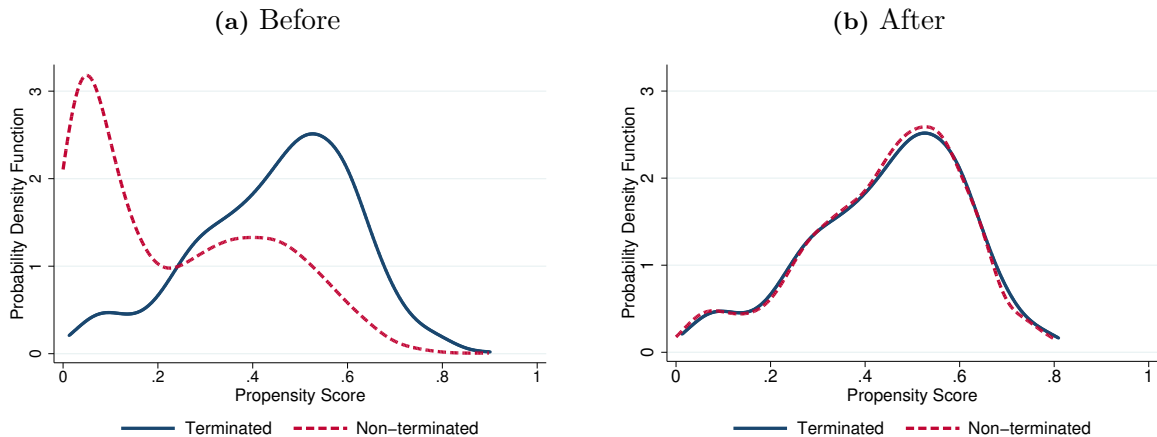 (a) Before
Probability Density Function
3
2
1
0
0 .2 .4 .6 .8 1
Propensity Score
Terminated Non−terminated
(b) After
Probability Density Function
3
2
1
0
0 .2 .4 .6 .8 1
Propensity Score
Terminated Non−terminated